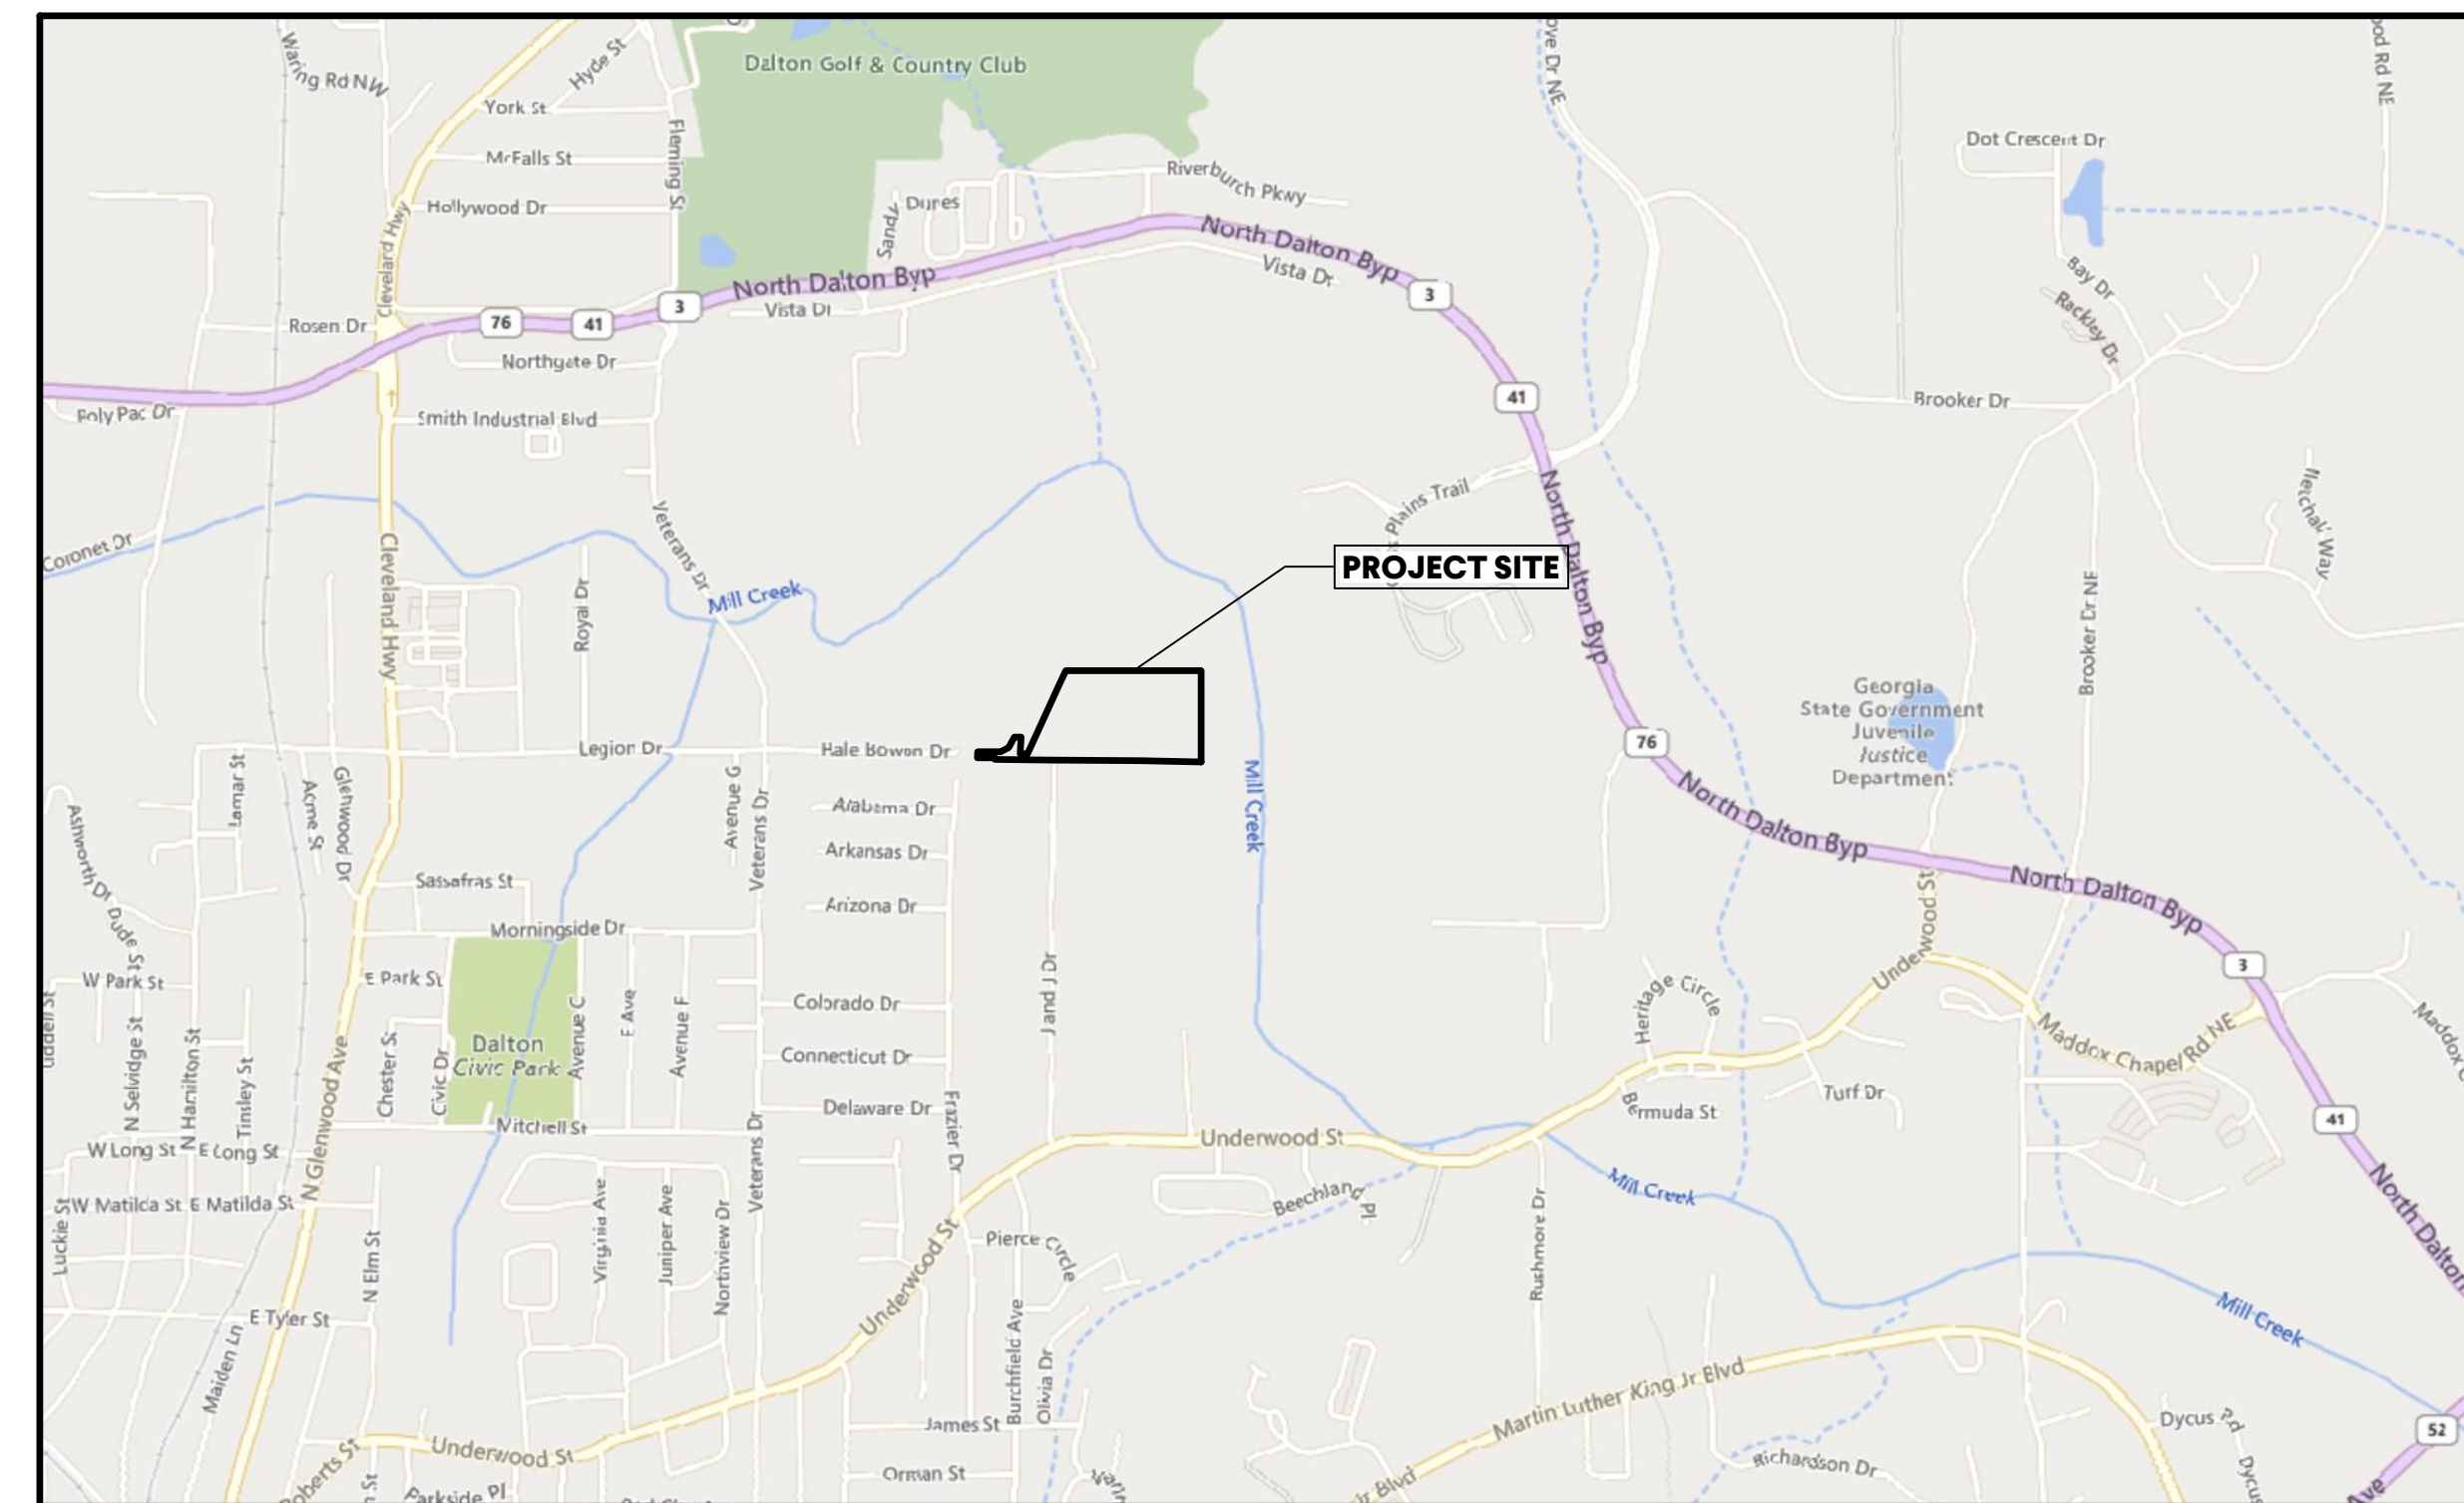 Dalton Golf & Country Club
Waring Rd NW
Hyde St
York St
McFalls St
Hollywood Dr
Fleming St
Cleveland Hwy
Riverburch Pkwy
Dot Crescent Dr
North Dalton Byp
North Dalton Byp
Vista Dr
Vista Dr
3
3
76
41
Rosen Dr
Northgate Dr
Smith Industrial Blvd
Bay Dr
Rackley Dr
41
Brooker Dr
Plains Trail
Coronet Dr
Cleveland Hwy
Veterans Dr
Royal Dr
Mill Creek
PROJECT SITE
North Dalton Byp
Brooker Dr NE
Georgia
State Government
Juvenile
Justice
Department
Legion Dr
Hale Bowen Dr
76
Lamar St
Acme St
Glenwood Dr
Avenue G
Veterans Dr
Alabama Dr
Arkansas Dr
Arizona Dr
Mill Creek
North Dalton Byp
North Dalton Byp
Ashworth Dr
Dude St
Sassafras St
Morningside Dr
W Park St
E Park St
Dalton
Civic Park
Avenue C
E Ave
Avenue F
Colorado Dr
Connecticut Dr
Delaware Dr
J and J Dr
Frazier Dr
Underwood St
Underwood St
Heritage Circle
Maddox Chapel Rd NE
3
41
N Selvidge St
N Hamilton St
Tinsley St
N Glenwood Ave
Chester St
Civic Dr
Mitchell St
Veterans Dr
Bermuda St
Turf Dr
W Long St
E Long St
W Matilda St
E Matilda St
Luckie St
N Elm St
Virginia Ave
Juniper Ave
Northview Dr
Underwood St
Pierce Circle
Beechland Pl
Rushmore Dr
Mill Creek
Mill Creek
North Dalton
E Tyler St
Maiden Ln
Burchfield Ave
Olivia Dr
James St
Orman St
Martin Luther King Jr Blvd
Richardson Dr
Dycus Rd
Dycus
52
Roberts St
Underwood St
Parkside Pl
Jr Blvd
Ave